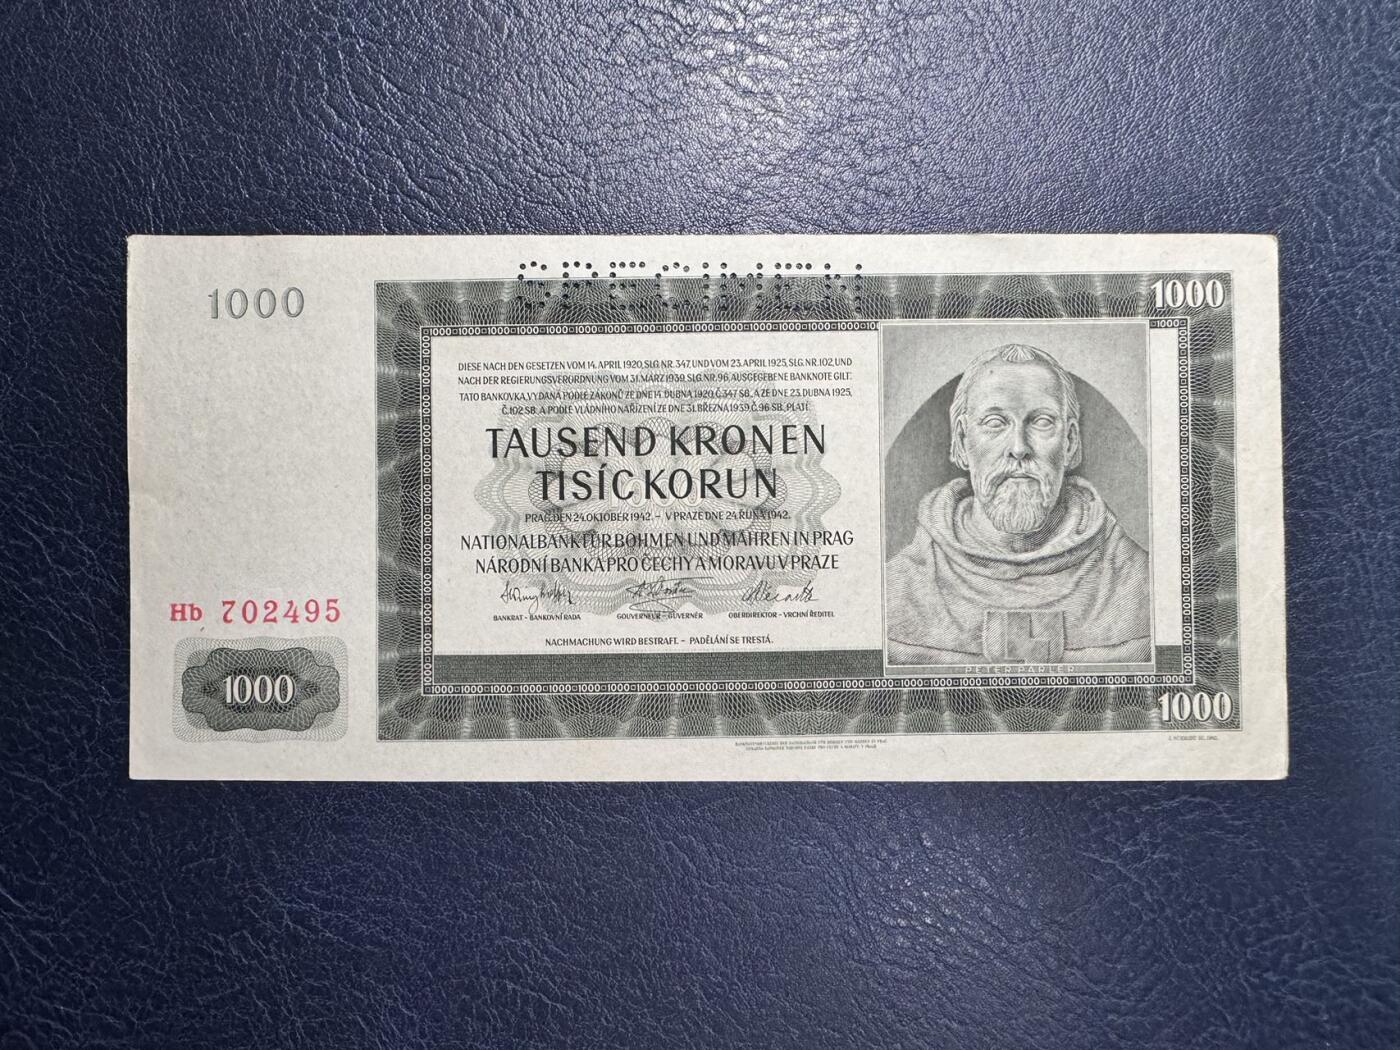 SPECIMEN
1000
1000
DIESE NACH DEN GESETZEN VOM 14. APRIL 1920, SLG. NR. 347, UND VOM 23. APRIL 1925, SLG. NR. 102, UND
NACH DER REGIERUNGSVERORDNUNG VOM 31. MÄRZ 1939, SLG. NR. 96, AUSGEGEBENE BANKNOTE GILT.
TATO BANKOVKA, VYDANÁ PODLE ZÁKONŮ ZE DNE 14. DUBNA 1920, Č. 347 SB., A ZE DNE 23. DUBNA 1925,
Č. 102 SB., A PODLE VLÁDNÍHO NAŘÍZENÍ ZE DNE 31. BŘEZNA 1939, Č. 96 SB., PLATÍ
TAUSEND KRONEN
TISÍC KORUN
PRAG, DEN 24. OKTOBER 1942. – V PRAZE DNE 24. ŘÍJNA 1942.
NATIONALBANK FÜR BÖHMEN UND MÄHREN IN PRAG
NÁRODNÍ BANKA PRO ČECHY A MORAVU V PRAZE
BANKRAT - BANKOVNÍ RADA GOUVERNEUR - GUVERNÉR OBERDIREKTOR - VRCHNÍ ŘEDITEL
NACHMACHUNG WIRD BESTRAFT. – PADĚLÁNÍ SE TRESTÁ.
Hb 702495
1000
PETER PARLER
1000